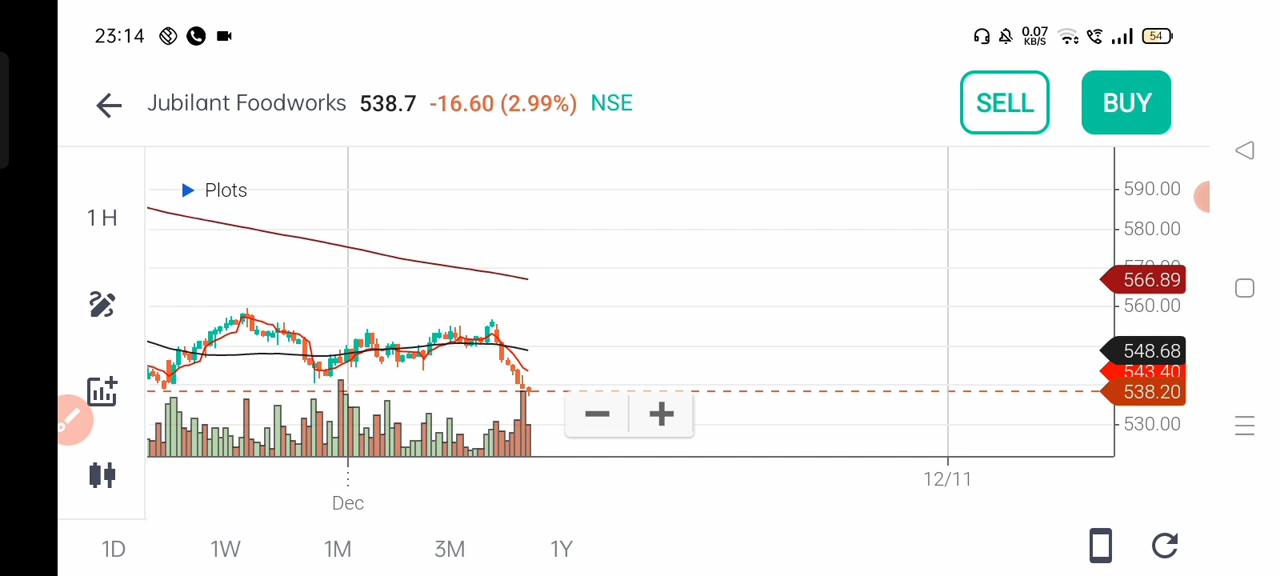 23:14
0.07
KB/S
54
Jubilant Foodworks 538.7 -16.60 (2.99%) NSE
SELL
BUY
Plots
1 H
590.00
580.00
570.00
566.89
560.00
548.68
543.40
538.20
530.00
12/11
Dec
1D 1W 1M 3M 1Y